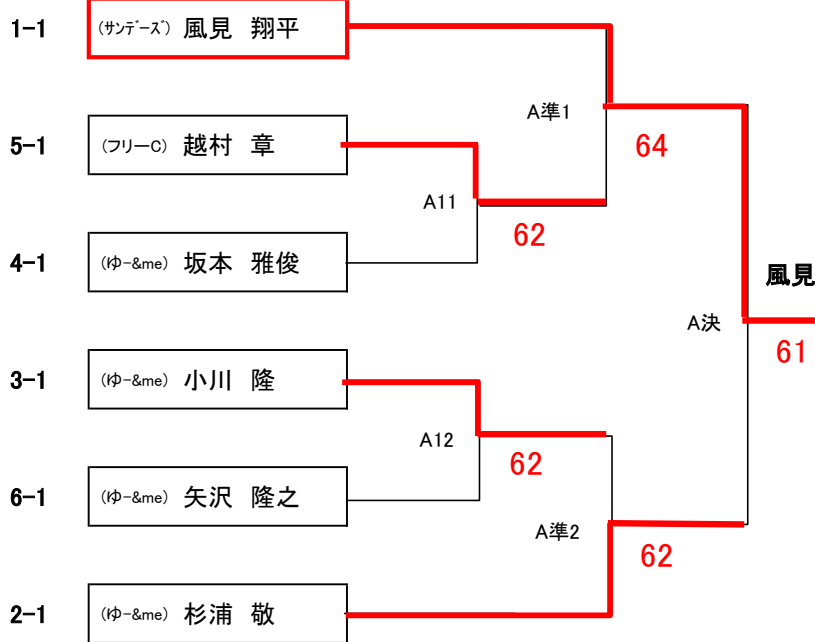 1-1 (サンデーズ) 風見 翔平
A準1
5-1 (フリーC) 越村 章
64
A11
62
4-1 (ゆ-&me) 坂本 雅俊
風見
A決
61
3-1 (ゆ-&me) 小川 隆
A12
62
6-1 (ゆ-&me) 矢沢 隆之
A準2
62
2-1 (ゆ-&me) 杉浦 敬